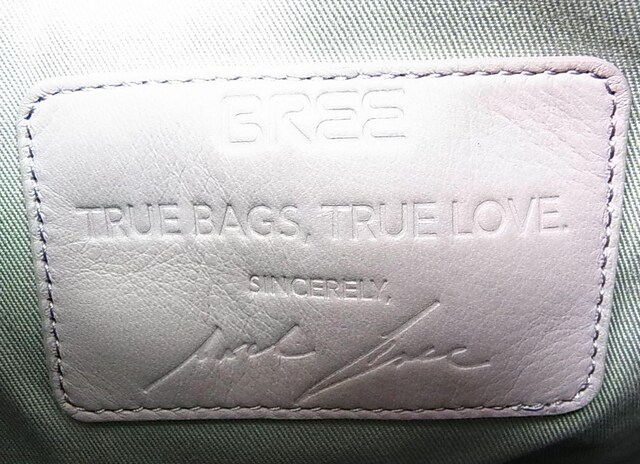 BREE
TRUE BAGS, TRUE LOVE.
SINCERELY,